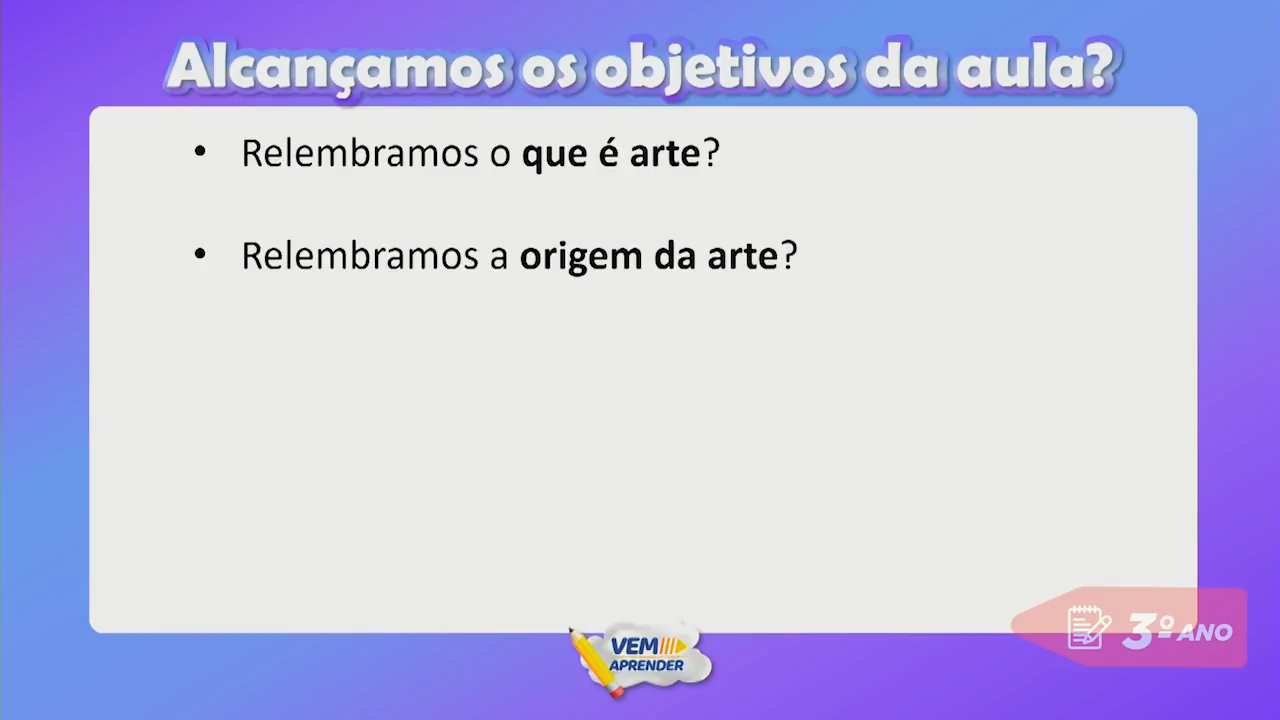 Alcançamos os objetivos da aula?
• Relembramos o que é arte?
• Relembramos a origem da arte?
VEM
APRENDER
3º ANO